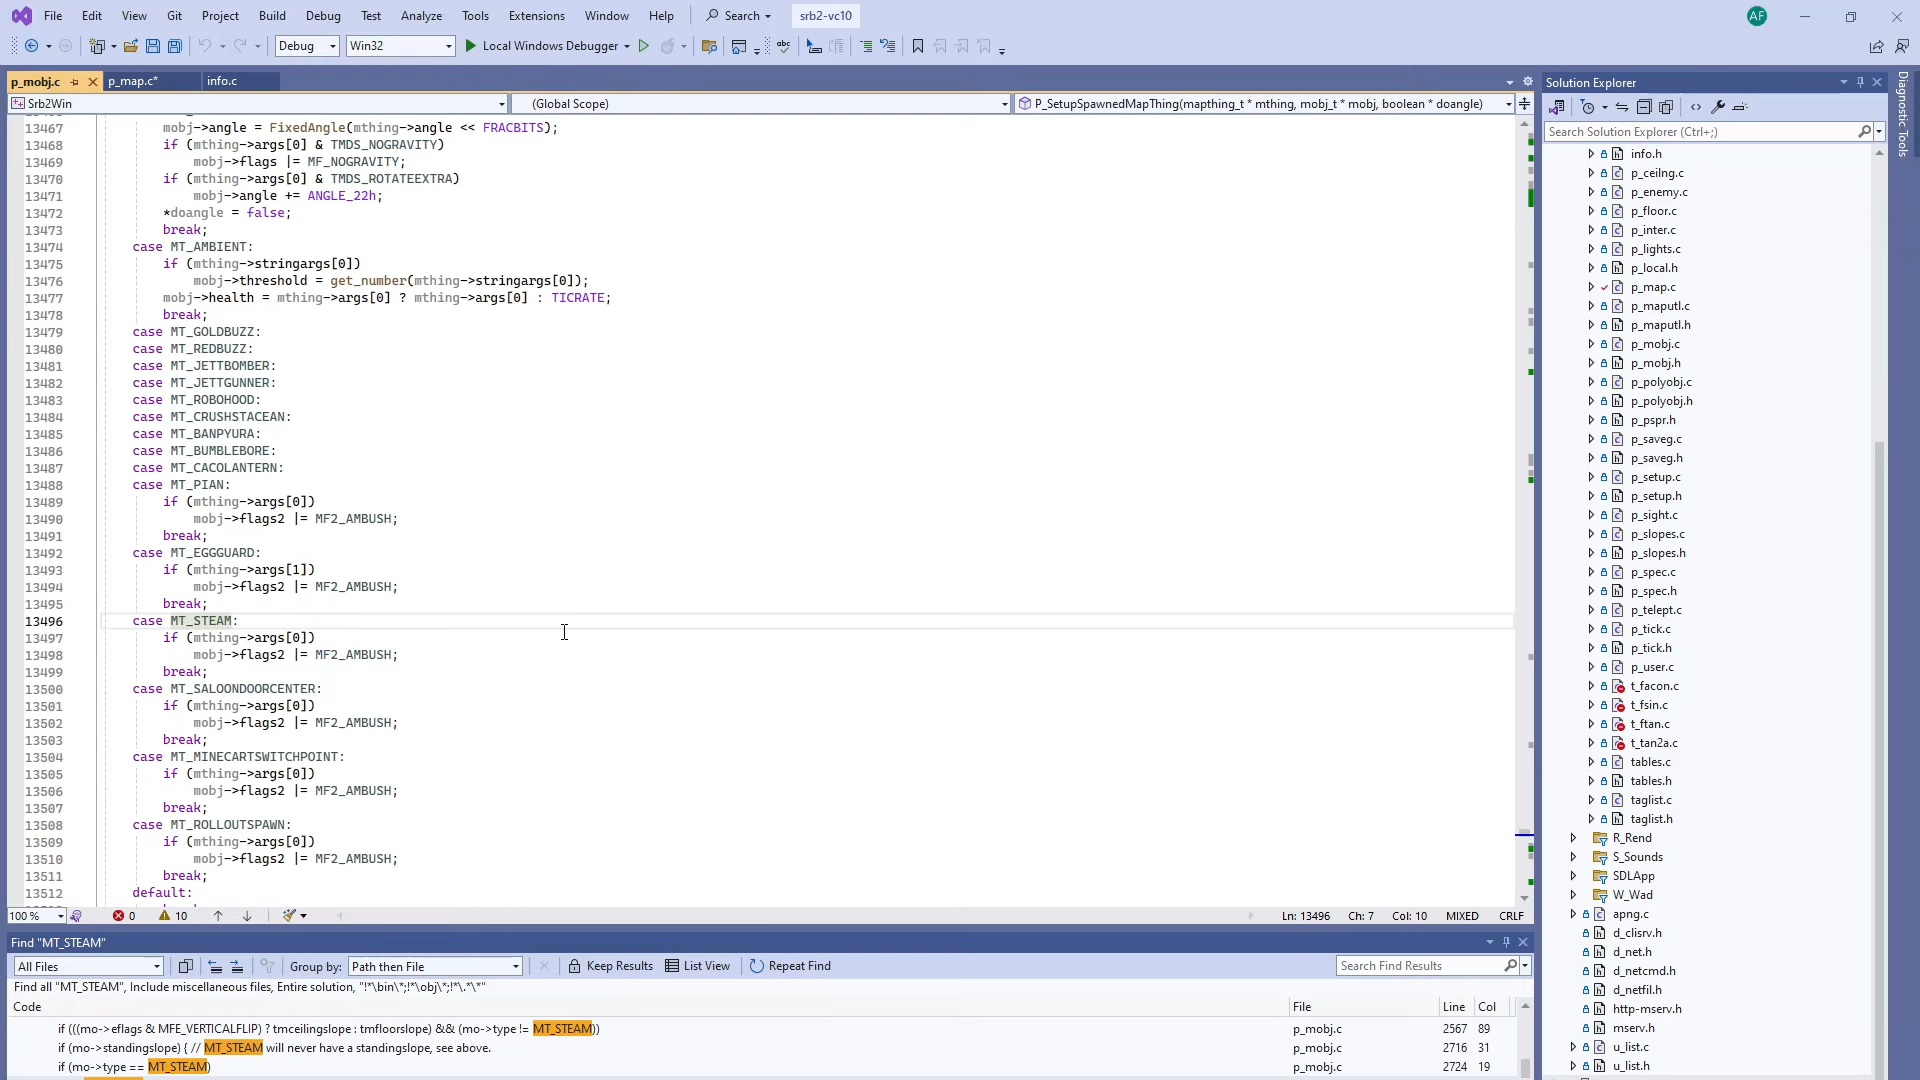 File Edit View Git Project Build Debug Test Analyze Tools Extensions Window Help Search srb2-vc10 AF
Debug Win32 Local Windows Debugger
p_mobj.c p_map.c* info.c
Srb2Win (Global Scope) P_SetupSpawnedMapThing(mapthing_t * mthing, mobj_t * mobj, boolean * doangle)
13467 mobj->angle = FixedAngle(mthing->angle << FRACBITS);
13468 if (mthing->args[0] & TMDS_NOGRAVITY)
13469 mobj->flags |= MF_NOGRAVITY;
13470 if (mthing->args[0] & TMDS_ROTATEEXTRA)
13471 mobj->angle += ANGLE_22h;
13472 *doangle = false;
13473 break;
13474 case MT_AMBIENT:
13475 if (mthing->stringargs[0])
13476 mobj->threshold = get_number(mthing->stringargs[0]);
13477 mobj->health = mthing->args[0] ? mthing->args[0] : TICRATE;
13478 break;
13479 case MT_GOLDBUZZ:
13480 case MT_REDBUZZ:
13481 case MT_JETTBOMBER:
13482 case MT_JETTGUNNER:
13483 case MT_ROBOHOOD:
13484 case MT_CRUSHSTACEAN:
13485 case MT_BANPYURA:
13486 case MT_BUMBLEBORE:
13487 case MT_CACOLANTERN:
13488 case MT_PIAN:
13489 if (mthing->args[0])
13490 mobj->flags2 |= MF2_AMBUSH;
13491 break;
13492 case MT_EGGGUARD:
13493 if (mthing->args[1])
13494 mobj->flags2 |= MF2_AMBUSH;
13495 break;
13496 case MT_STEAM:
13497 if (mthing->args[0])
13498 mobj->flags2 |= MF2_AMBUSH;
13499 break;
13500 case MT_SALOONDOORCENTER:
13501 if (mthing->args[0])
13502 mobj->flags2 |= MF2_AMBUSH;
13503 break;
13504 case MT_MINECARTSWITCHPOINT:
13505 if (mthing->args[0])
13506 mobj->flags2 |= MF2_AMBUSH;
13507 break;
13508 case MT_ROLLOUTSPAWN:
13509 if (mthing->args[0])
13510 mobj->flags2 |= MF2_AMBUSH;
13511 break;
13512 default:
100 % 0 10 Ln: 13496 Ch: 7 Col: 10 MIXED CRLF
Find "MT_STEAM"
All Files Group by: Path then File Keep Results List View Repeat Find Search Find Results
Find all "MT_STEAM", Include miscellaneous files, Entire solution, "!*\bin\*;!*\obj\*;!*\.*\*"
Code File Line Col
if (((mo->eflags & MFE_VERTICALFLIP) ? tmceilingslope : tmfloorslope) && (mo->type != MT_STEAM)) p_mobj.c 2567 89
if (mo->standingslope) { // MT_STEAM will never have a standingslope, see above. p_mobj.c 2716 31
if (mo->type == MT_STEAM) p_mobj.c 2724 19
Solution Explorer
Search Solution Explorer (Ctrl+;)
info.h
p_ceilng.c
p_enemy.c
p_floor.c
p_inter.c
p_lights.c
p_local.h
p_map.c
p_maputl.c
p_maputl.h
p_mobj.c
p_mobj.h
p_polyobj.c
p_polyobj.h
p_pspr.h
p_saveg.c
p_saveg.h
p_setup.c
p_setup.h
p_sight.c
p_slopes.c
p_slopes.h
p_spec.c
p_spec.h
p_telept.c
p_tick.c
p_tick.h
p_user.c
t_facon.c
t_fsin.c
t_ftan.c
t_tan2a.c
tables.c
tables.h
taglist.c
taglist.h
R_Rend
S_Sounds
SDLApp
W_Wad
apng.c
d_clisrv.h
d_net.h
d_netcmd.h
d_netfil.h
http-mserv.h
mserv.h
u_list.c
u_list.h
Diagnostic Tools